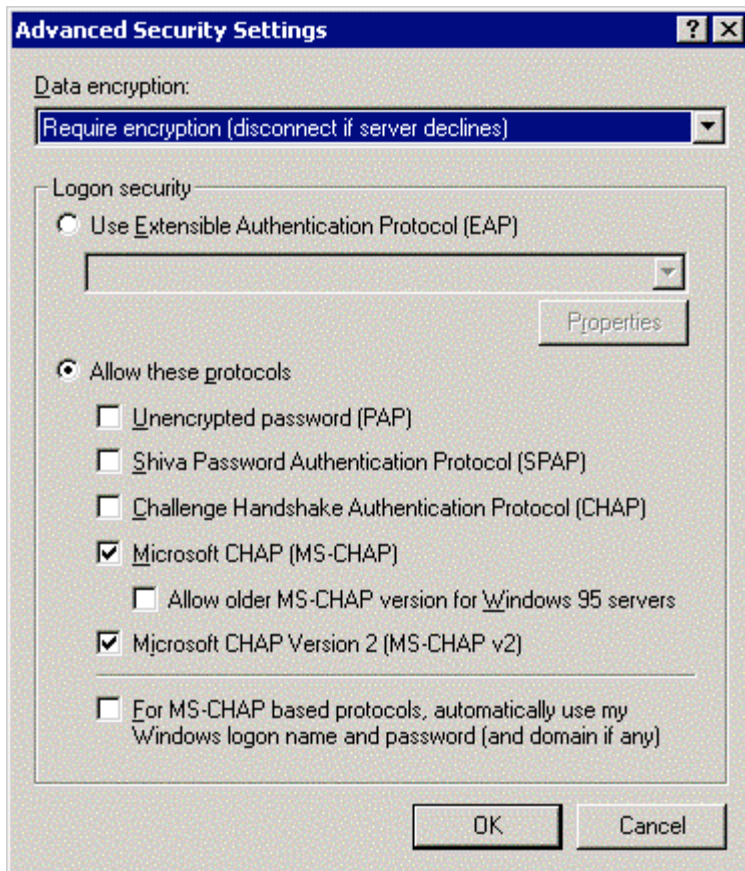 Advanced Security Settings
Data encryption:
Require encryption (disconnect if server declines)
Logon security
Use Extensible Authentication Protocol (EAP)
Properties
Allow these protocols
Unencrypted password (PAP)
Shiva Password Authentication Protocol (SPAP)
Challenge Handshake Authentication Protocol (CHAP)
Microsoft CHAP (MS-CHAP)
Allow older MS-CHAP version for Windows 95 servers
Microsoft CHAP Version 2 (MS-CHAP v2)
For MS-CHAP based protocols, automatically use my
Windows logon name and password (and domain if any)
OK Cancel